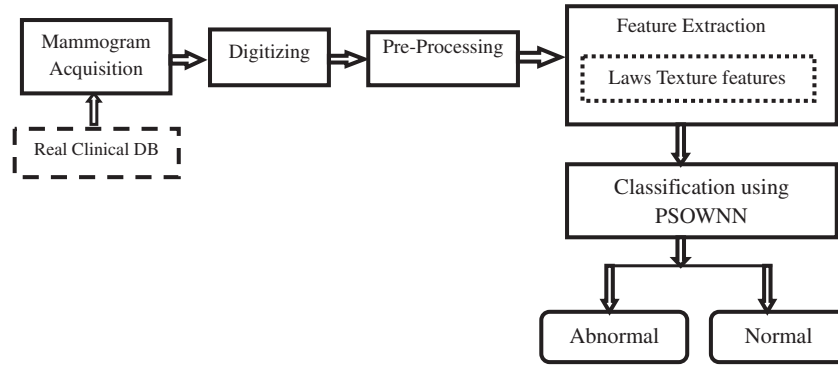 Mammogram
Acquisition
Digitizing
Pre-Processing
Feature Extraction
Laws Texture features
Real Clinical DB
Classification using
PSOWNN
Abnormal
Normal